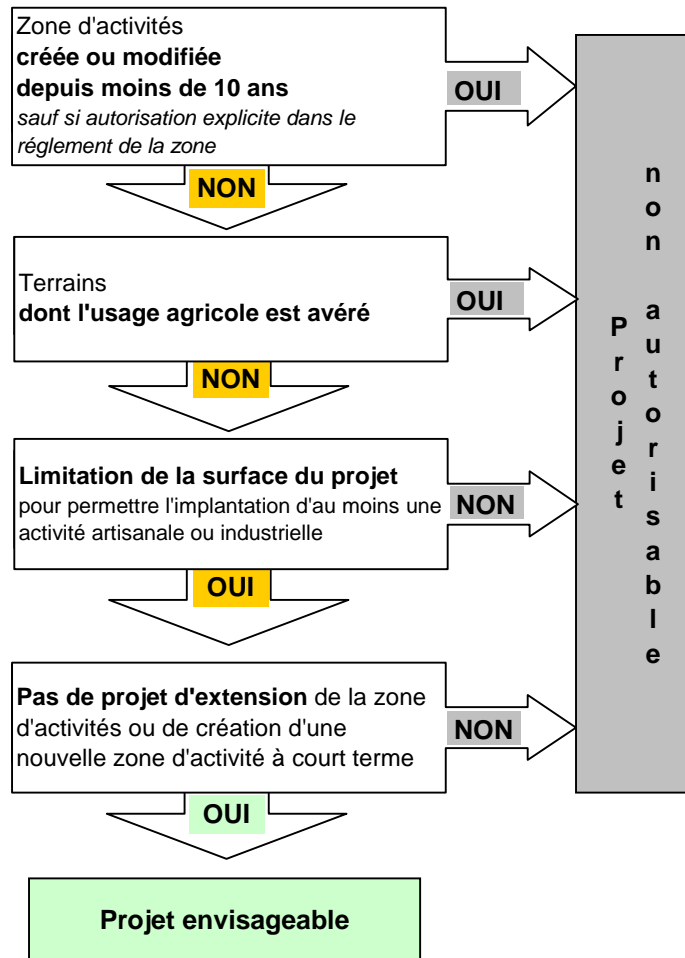 Zone d'activités
créée ou modifiée
depuis moins de 10 ans
sauf si autorisation explicite dans le
réglement de la zone
OUI
NON
Terrains
dont l'usage agricole est avéré
OUI
NON
Limitation de la surface du projet
pour permettre l'implantation d'au moins une
activité artisanale ou industrielle
NON
OUI
Pas de projet d'extension de la zone
d'activités ou de création d'une
nouvelle zone d'activité à court terme
NON
OUI
Projet envisageable
Projet
non autorisable